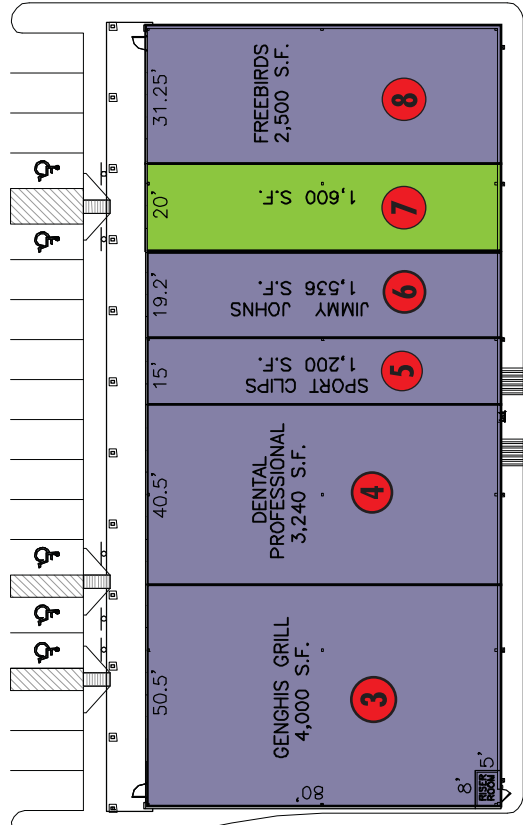 31.25'
FREEBIRDS
2,500 S.F.
8
20'
1,600 S.F.
7
19.2'
JIMMY JOHNS
1,536 S.F.
6
15'
SPORT CLIPS
1,200 S.F.
5
40.5'
DENTAL
PROFESSIONAL
3,240 S.F.
4
50.5'
GENGHIS GRILL
4,000 S.F.
3
80'
8'
5'
RISER
ROOM